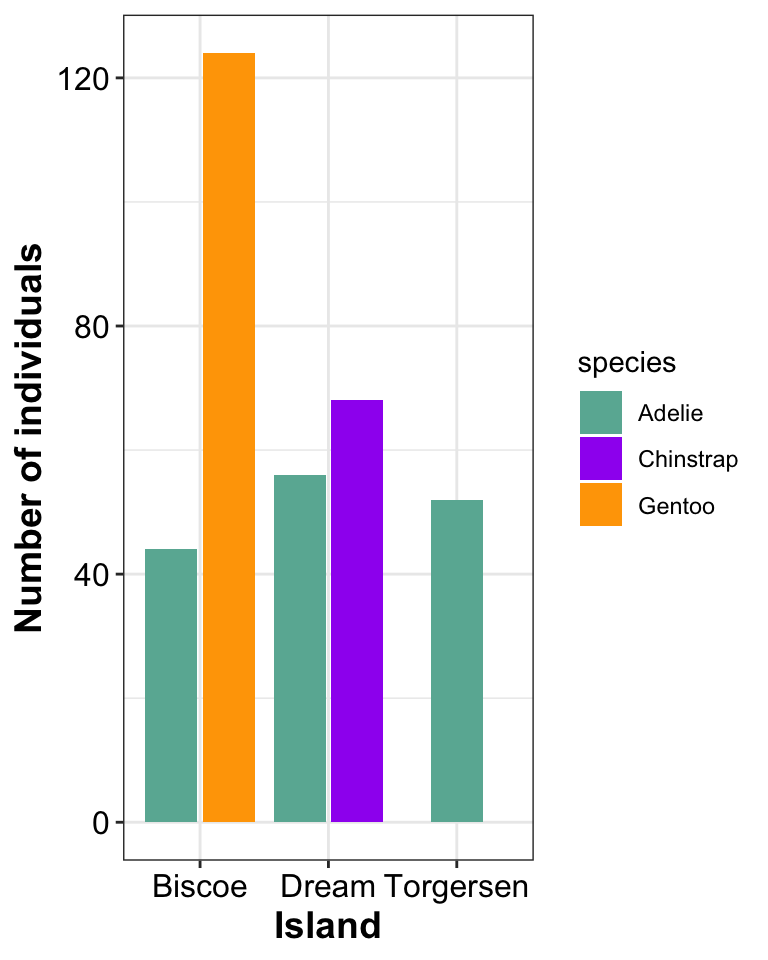 Number of individuals
120
80
40
0
Biscoe Dream Torgersen
Island
species
Adelie
Chinstrap
Gentoo